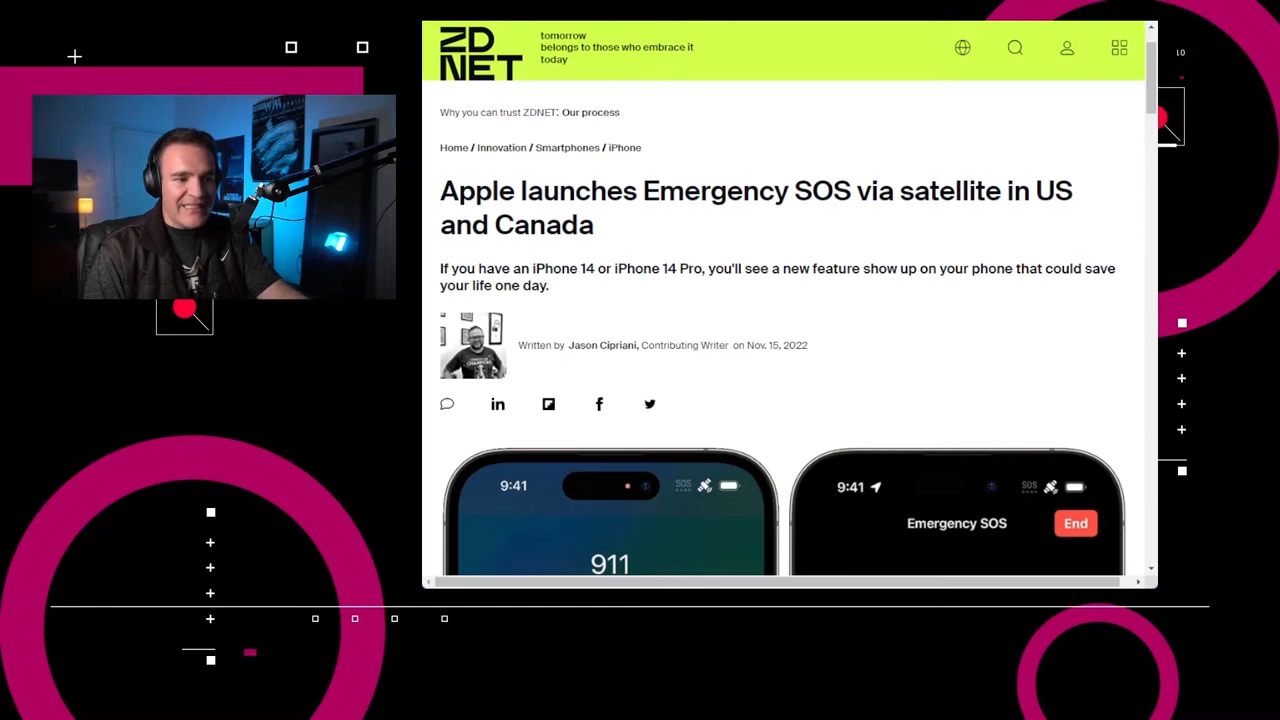 ZD
NET
tomorrow
belongs to those who embrace it
today
Why you can trust ZDNET: Our process
Home / Innovation / Smartphones / iPhone
Apple launches Emergency SOS via satellite in US
and Canada
If you have an iPhone 14 or iPhone 14 Pro, you'll see a new feature show up on your phone that could save
your life one day.
Written by Jason Cipriani, Contributing Writer on Nov. 15, 2022
9:41 SOS
911
9:41 SOS
Emergency SOS End